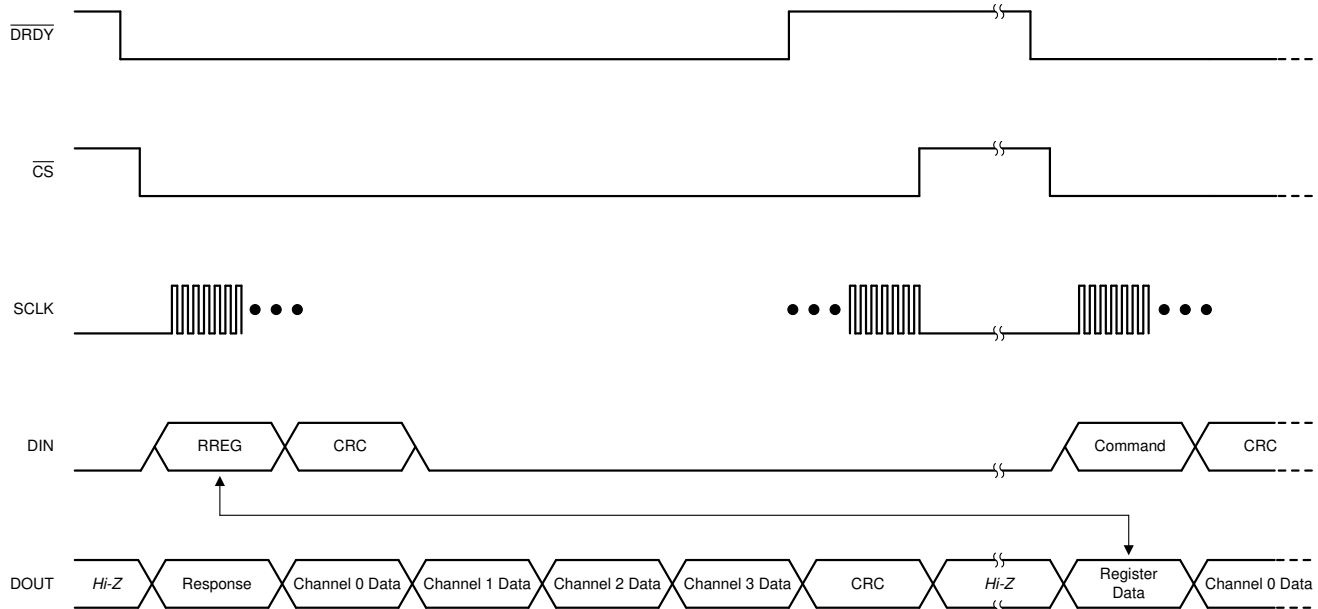 DRDY
CS
SCLK
DIN
RREG
CRC
Command
CRC
DOUT
Hi-Z
Response
Channel 0 Data
Channel 1 Data
Channel 2 Data
Channel 3 Data
CRC
Hi-Z
Register
Data
Channel 0 Data